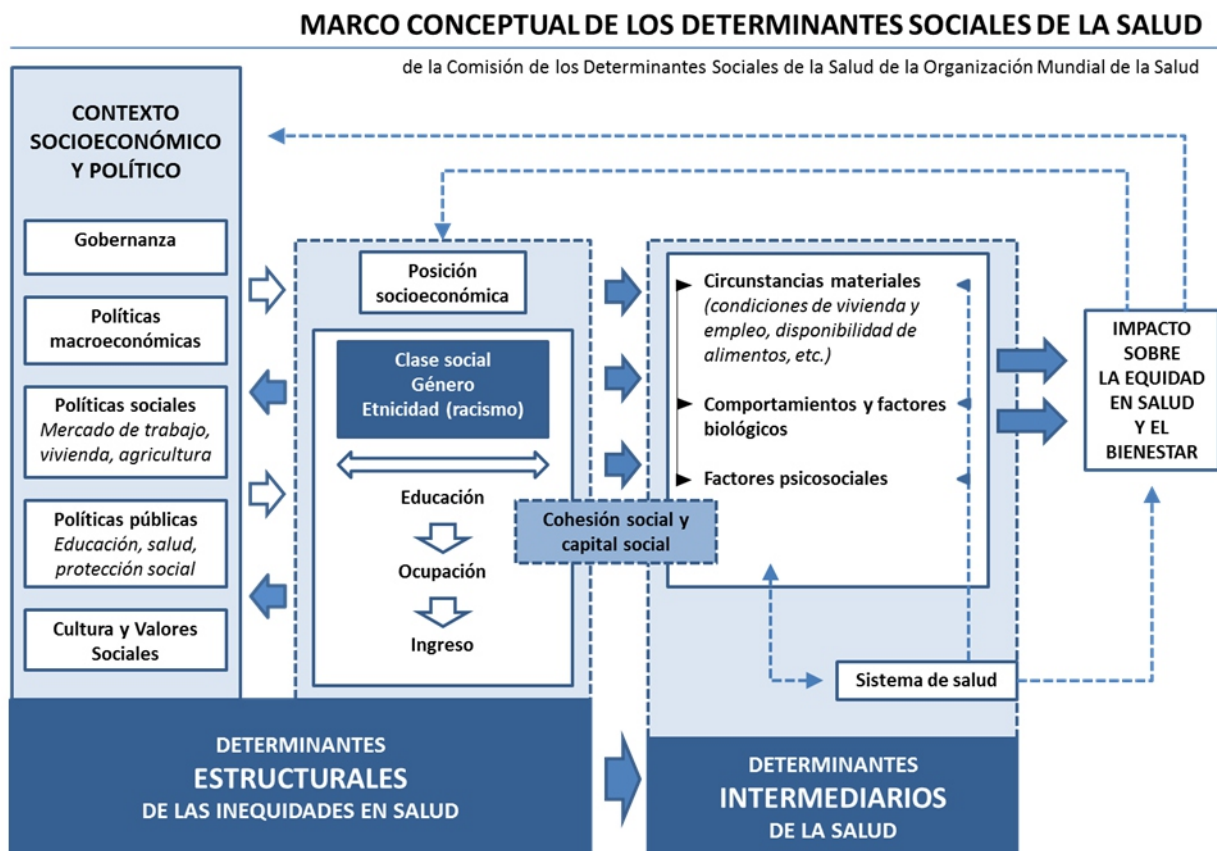 MARCO CONCEPTUAL DE LOS DETERMINANTES SOCIALES DE LA SALUD
de la Comisión de los Determinantes Sociales de la Salud de la Organización Mundial de la Salud
CONTEXTO
SOCIOECONÓMICO
Y POLÍTICO
Gobernanza
Políticas
macroeconómicas
Políticas sociales
Mercado de trabajo,
vivienda, agricultura
Políticas públicas
Educación, salud,
protección social
Cultura y Valores
Sociales
Posición
socioeconómica
Clase social
Género
Etnicidad (racismo)
Educación
Ocupación
Ingreso
Cohesión social y
capital social
Circunstancias materiales
(condiciones de vivienda y
empleo, disponibilidad de
alimentos, etc.)
Comportamientos y factores
biológicos
Factores psicosociales
Sistema de salud
IMPACTO
SOBRE
LA EQUIDAD
EN SALUD
Y EL
BIENESTAR
DETERMINANTES
ESTRUCTURALES
DE LAS INEQUIDADES EN SALUD
DETERMINANTES
INTERMEDIARIOS
DE LA SALUD